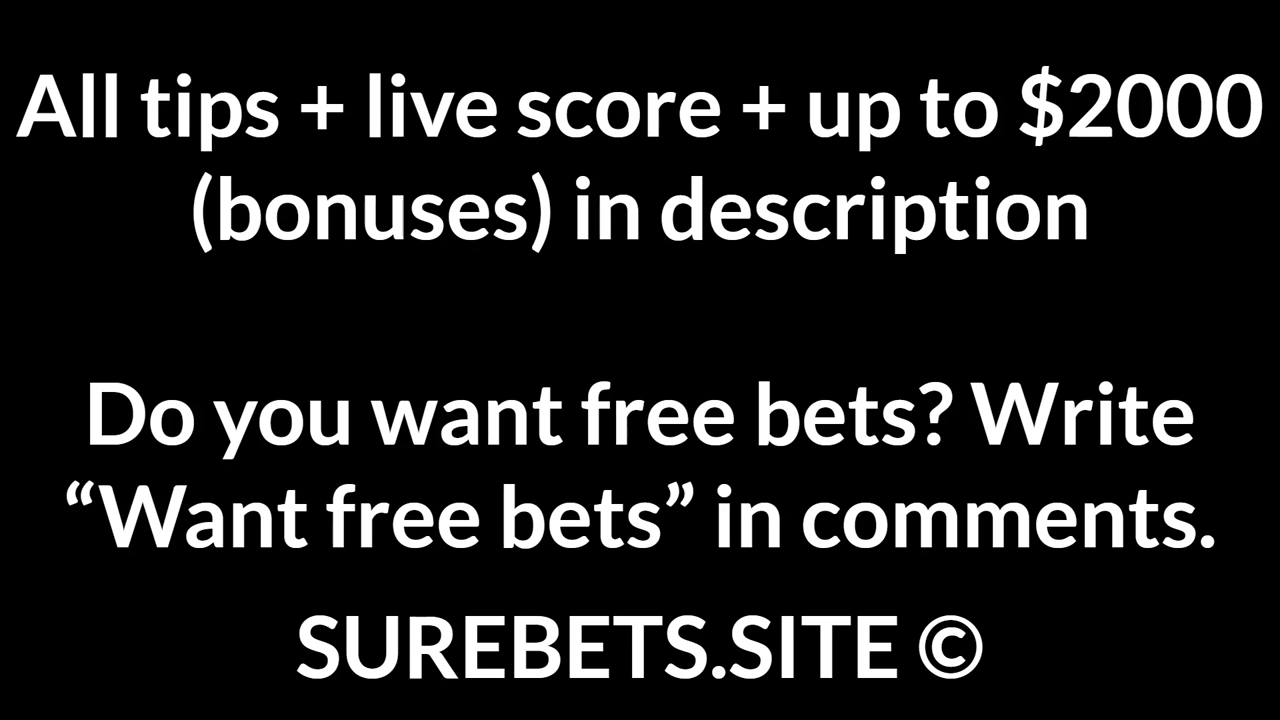 All tips + live score + up to $2000
(bonuses) in description
Do you want free bets? Write
“Want free bets” in comments.
SUREBETS.SITE ©